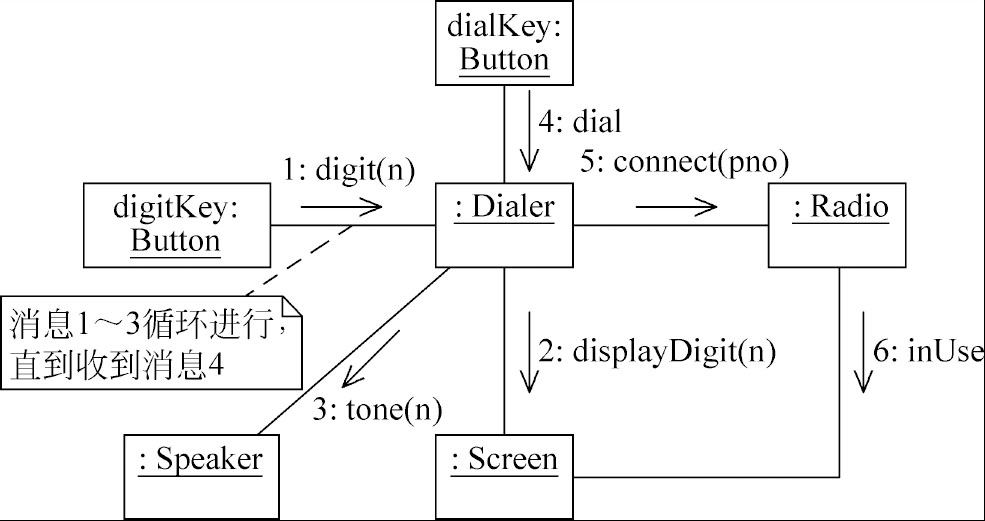 dialKey:
Button
4: dial
1: digit(n)
5: connect(pno)
digitKey:
Button
: Dialer
: Radio
消息1～3循环进行，
直到收到消息4
2: displayDigit(n)
6: inUse
3: tone(n)
: Speaker
: Screen